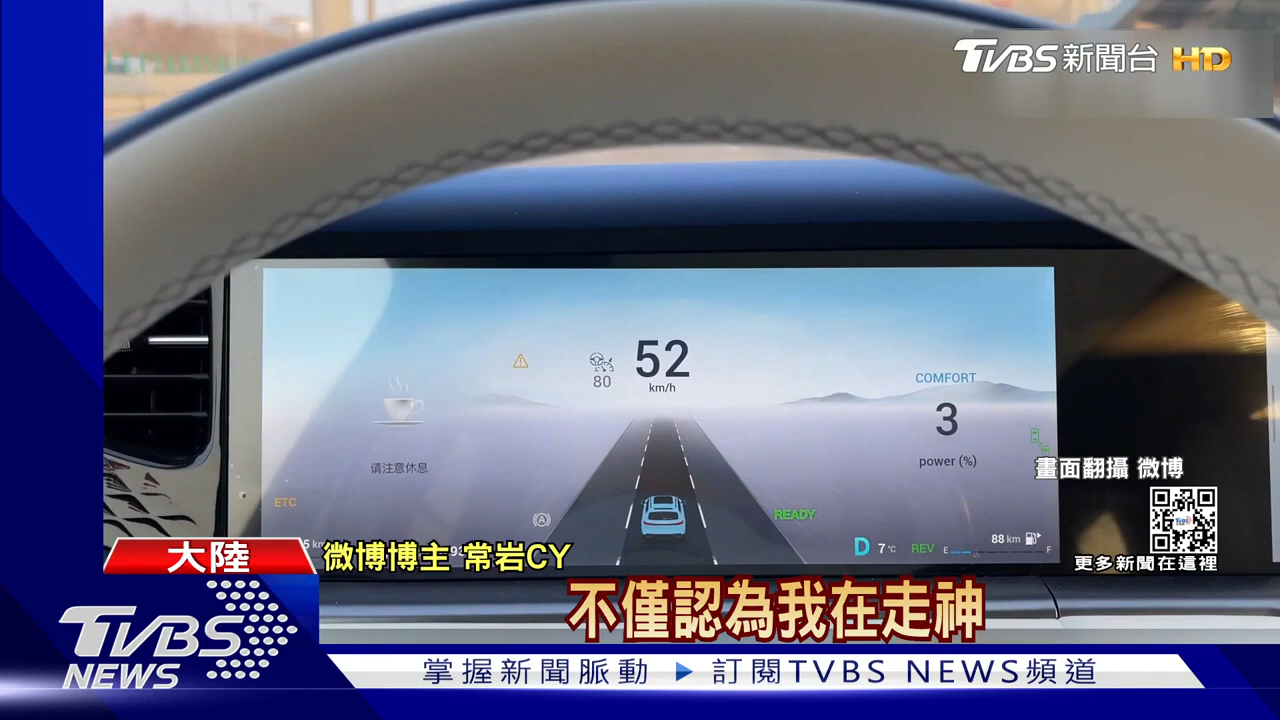 TVBS新聞台 HD
52
km/h
80
COMFORT
3
power (%)
请注意休息
ETC
READY
D 7°C REV E F
88 km
畫面翻攝 微博
更多新聞在這裡
大陸
微博博主 常岩CY
不僅認為我在走神
TVBS
NEWS
掌握新聞脈動 訂閱TVBS NEWS頻道